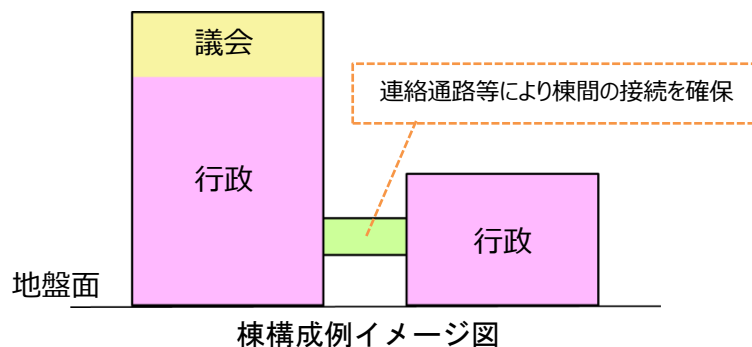 議会
連絡通路等により棟間の接続を確保
行政
行政
地盤面
棟構成例イメージ図